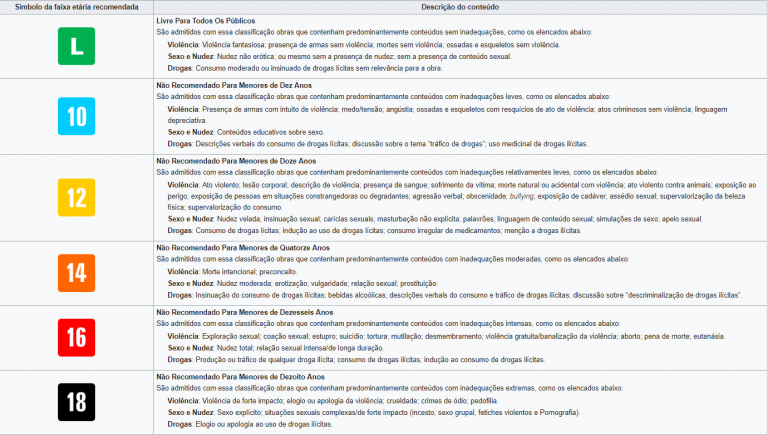 Símbolo da faixa etária recomendada
Descrição do conteúdo
L
Livre Para Todos Os Públicos
São admitidos com essa classificação obras que contenham predominantemente conteúdos sem inadequações, como os elencados abaixo:
Violência: Violência fantasiosa; presença de armas sem violência; mortes sem violência; ossadas e esqueletos sem violência.
Sexo e Nudez: Nudez não erótica; ou mesmo sem a presença de nudez; sem a presença de conteúdo sexual.
Drogas: Consumo moderado ou insinuado de drogas lícitas sem relevância para a obra.
10
Não Recomendado Para Menores de Dez Anos
São admitidos com essa classificação obras que contenham predominantemente conteúdos com inadequações leves, como os elencados abaixo:
Violência: Presença de armas com intuito de violência; medo/tensão; angústia; ossadas e esqueletos com resquícios de ato de violência; atos criminosos sem violência; linguagem
depreciativa.
Sexo e Nudez: Conteúdos educativos sobre sexo.
Drogas: Descrições verbais do consumo de drogas lícitas; discussão sobre o tema “tráfico de drogas”; uso medicinal de drogas ilícitas.
12
Não Recomendado Para Menores de Doze Anos
São admitidos com essa classificação obras que contenham predominantemente conteúdos com inadequações relativamentes leves, como os elencados abaixo:
Violência: Ato violento; lesão corporal; descrição de violência; presença de sangue; sofrimento da vítima; morte natural ou acidental com violência; ato violento contra animais; exposição ao
perigo; exposição de pessoas em situações constrangedoras ou degradantes; agressão verbal; obscenidade; bullying; exposição de cadáver; assédio sexual; supervalorização da beleza
física; supervalorização do consumo.
Sexo e Nudez: Nudez velada; insinuação sexual; carícias sexuais; masturbação não explícita; palavrões; linguagem de conteúdo sexual; simulações de sexo; apelo sexual.
Drogas: Consumo de drogas lícitas; indução ao uso de drogas lícitas; consumo irregular de medicamentos; menção a drogas ilícitas.
14
Não Recomendado Para Menores de Quatorze Anos
São admitidos com essa classificação obras que contenham predominantemente conteúdos com inadequações moderadas, como os elencados abaixo:
Violência: Morte intencional; preconceito.
Sexo e Nudez: Nudez moderada; erotização; vulgaridade; relação sexual; prostituição.
Drogas: Insinuação do consumo de drogas ilícitas; bebidas alcoólicas; descrições verbais do consumo e tráfico de drogas ilícitas; discussão sobre “descriminalização de drogas ilícitas”.
16
Não Recomendado Para Menores de Dezesseis Anos
São admitidos com essa classificação obras que contenham predominantemente conteúdos com inadequações intensas, como os elencados abaixo:
Violência: Exploração sexual; coação sexual; estupro; suicídio; tortura; mutilação; desmembramento; violência gratuita/banalização da violência; aborto; pena de morte; eutanásia.
Sexo e Nudez: Nudez total; relação sexual intensa/de longa duração.
Drogas: Produção ou tráfico de qualquer droga ilícita; consumo de drogas ilícitas; indução ao consumo de drogas ilícitas.
18
Não Recomendado Para Menores de Dezoito Anos
São admitidos com essa classificação obras que contenham predominantemente conteúdos com inadequações extremas, como os elencados abaixo:
Violência: Violência de forte impacto; elogio ou apologia da violência; crueldade; crimes de ódio; pedofilia.
Sexo e Nudez: Sexo explícito; situações sexuais complexas/de forte impacto (incesto, sexo grupal, fetiches violentos e Pornografia).
Drogas: Elogio ou apologia ao uso de drogas ilícitas.